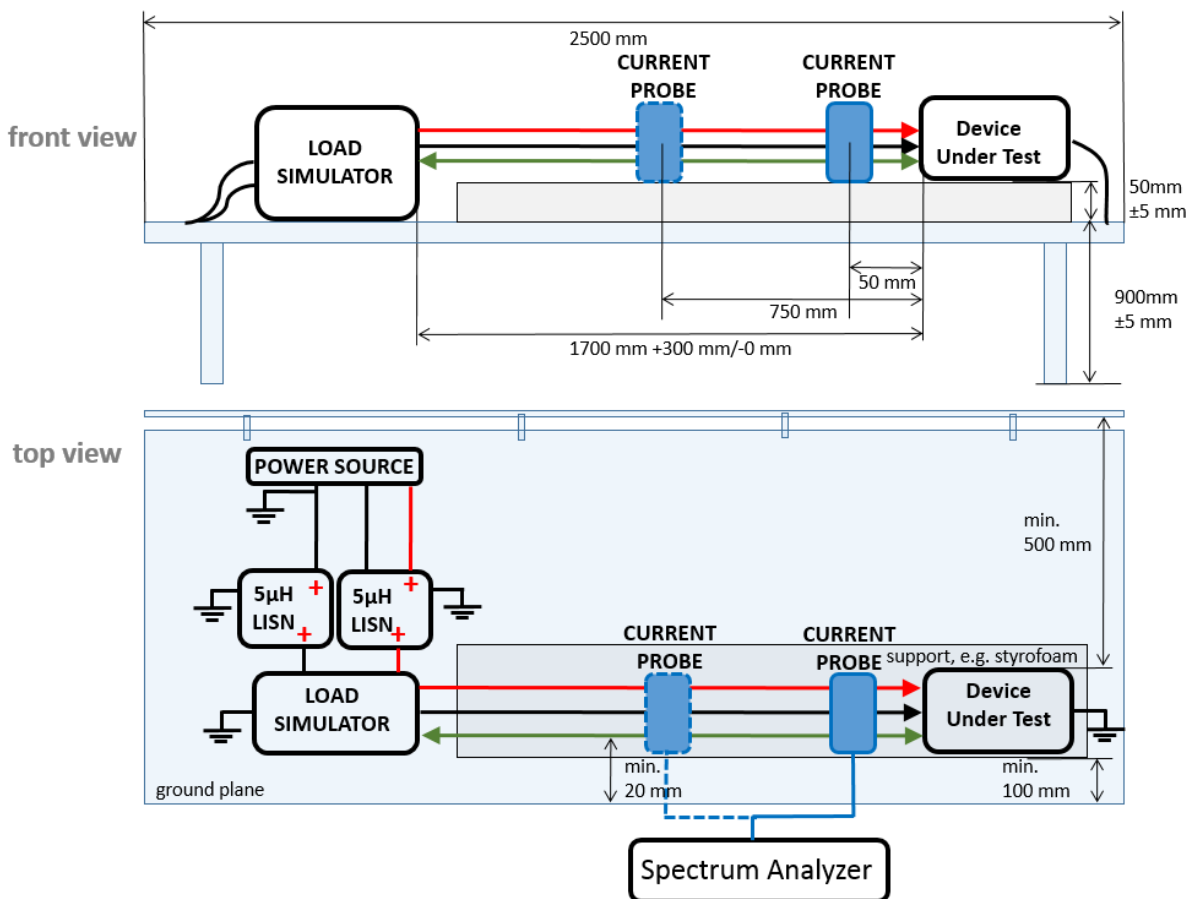 2500 mm
CURRENT
PROBE
CURRENT
PROBE
front view
LOAD
SIMULATOR
Device
Under Test
50mm
±5 mm
50 mm
750 mm
900mm
±5 mm
1700 mm +300 mm/-0 mm
top view
POWER SOURCE
min.
500 mm
5µH
LISN
+
+
5µH
LISN
+
+
CURRENT
PROBE
CURRENT
PROBE
support, e.g. styrofoam
LOAD
SIMULATOR
Device
Under Test
min.
20 mm
min.
100 mm
ground plane
Spectrum Analyzer